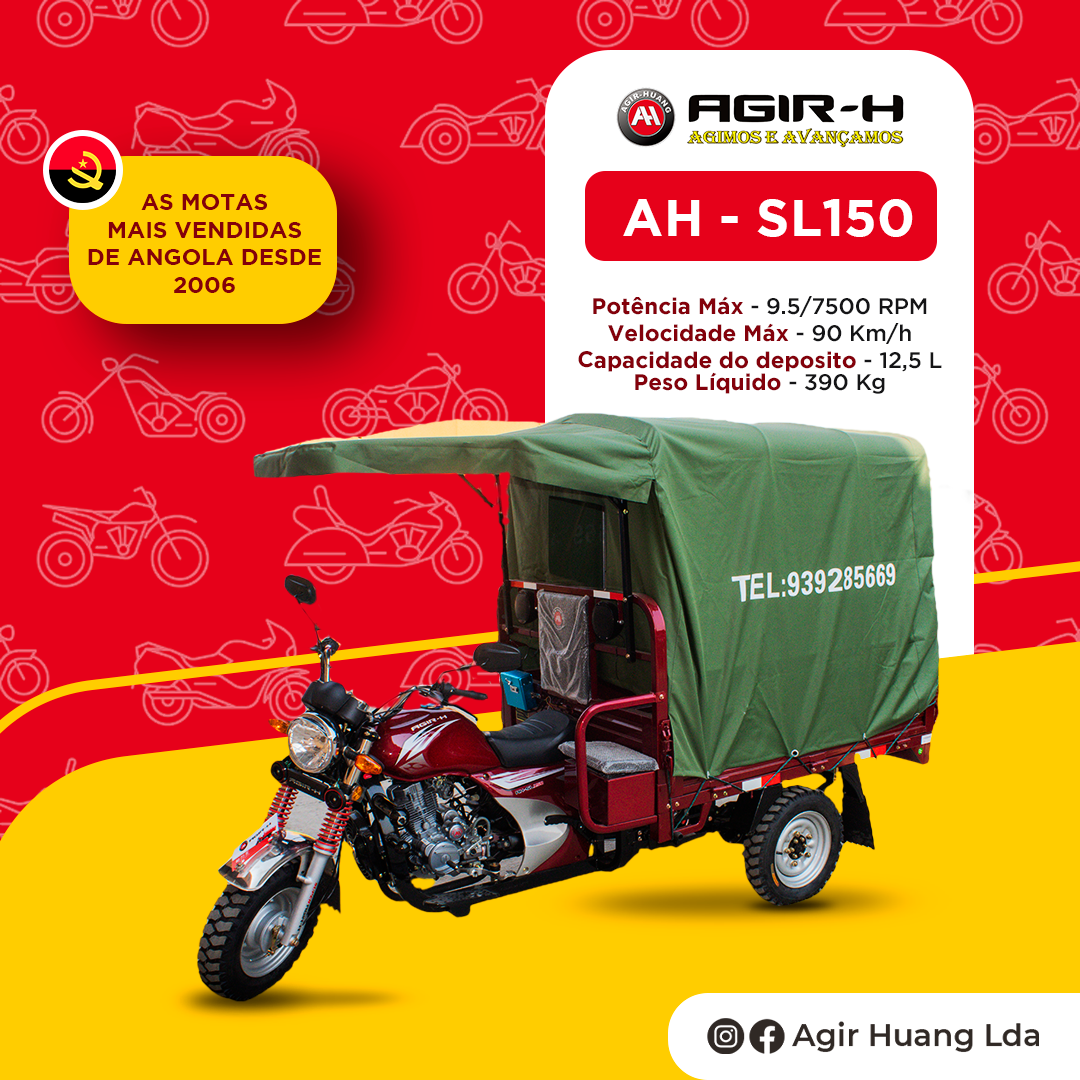 AGIR-HUANG
AH
AGIR-H
AGIMOS E AVANÇAMOS
AS MOTAS
MAIS VENDIDAS
DE ANGOLA DESDE
2006
AH - SL150
Potência Máx - 9.5/7500 RPM
Velocidade Máx - 90 Km/h
Capacidade do deposito - 12,5 L
Peso Líquido - 390 Kg
TEL:939285669
AGIR-H
AGIR-H
Agir Huang Lda